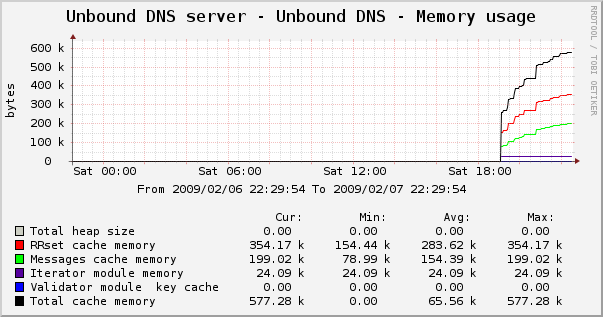 Unbound DNS server - Unbound DNS - Memory usage
RRDTOOL / TOBI OETIKER
bytes
600 k
500 k
400 k
300 k
200 k
100 k
0
Sat 00:00 Sat 06:00 Sat 12:00 Sat 18:00
From 2009/02/06 22:29:54 To 2009/02/07 22:29:54
Cur: Min: Avg: Max:
Total heap size 0.00 0.00 0.00 0.00
RRset cache memory 354.17 k 154.44 k 283.62 k 354.17 k
Messages cache memory 199.02 k 78.99 k 154.39 k 199.02 k
Iterator module memory 24.09 k 24.09 k 24.09 k 24.09 k
Validator module key cache 0.00 0.00 0.00 0.00
Total cache memory 577.28 k 0.00 65.56 k 577.28 k